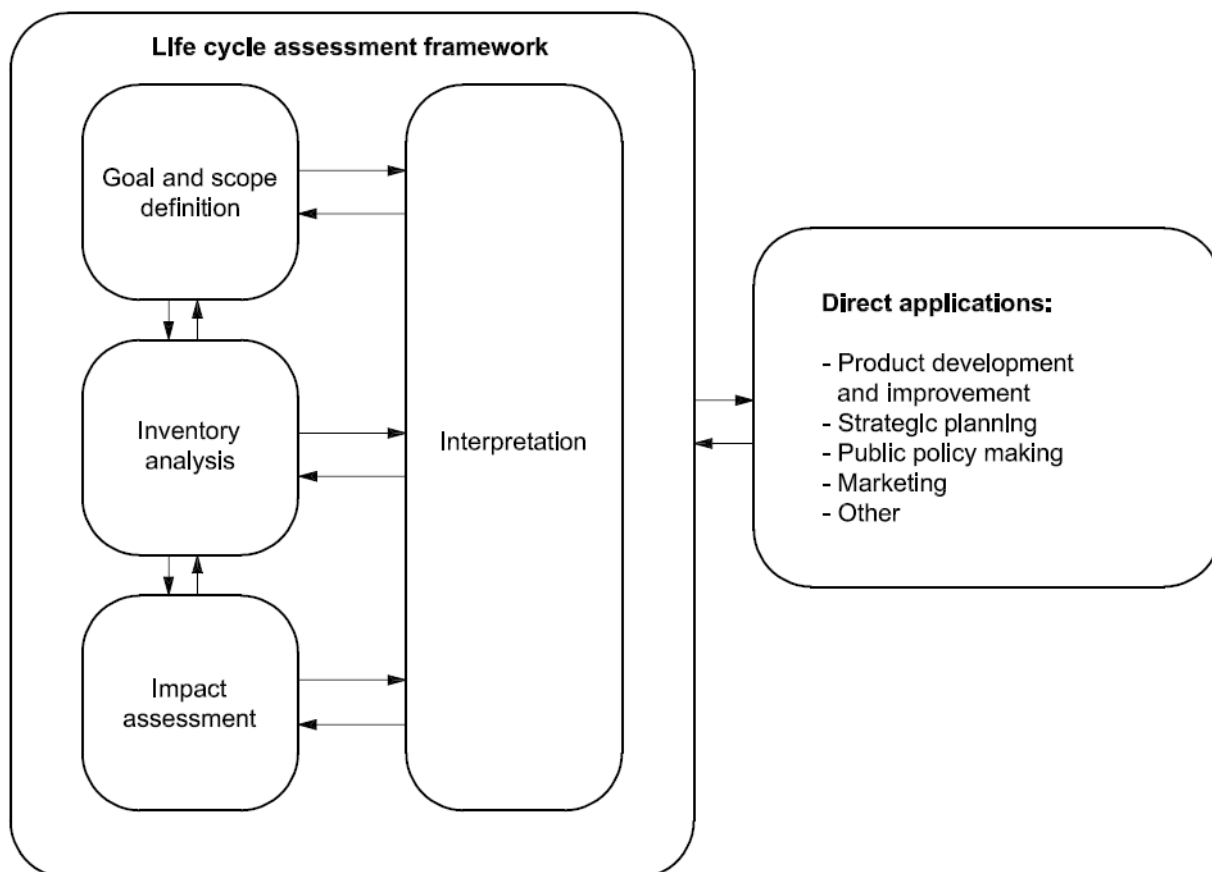 Life cycle assessment framework
Goal and scope
definition
Inventory
analysis
Impact
assessment
Interpretation
Direct applications:
- Product development
and improvement
- Strategic planning
- Public policy making
- Marketing
- Other